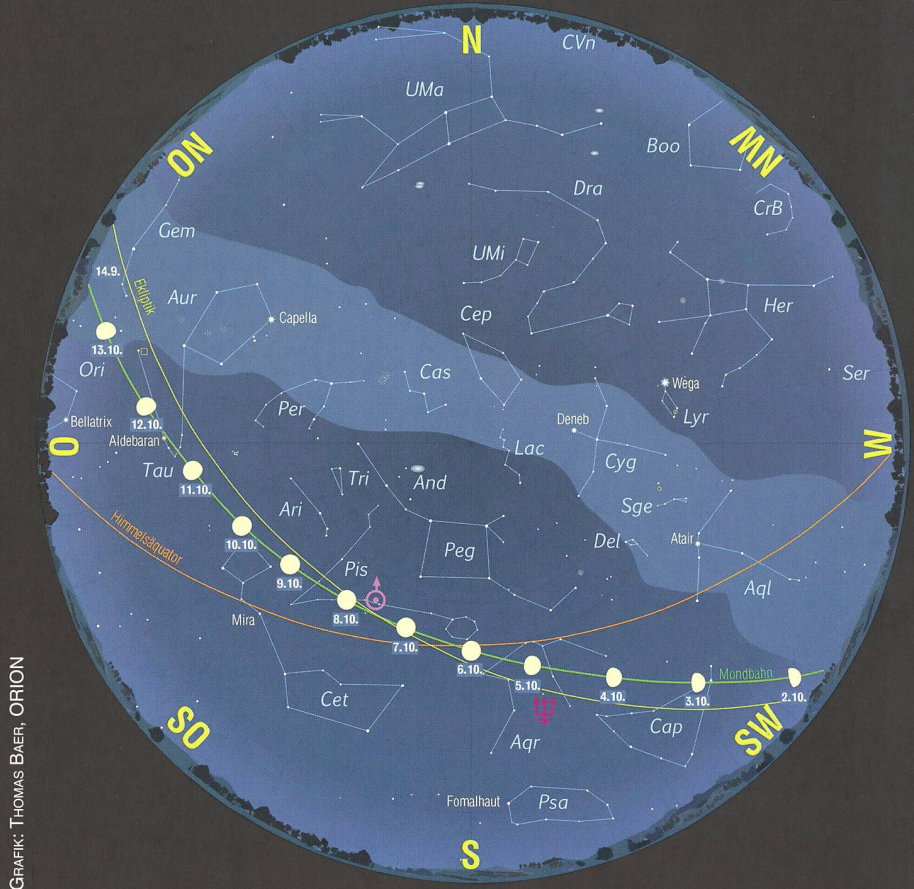 N
CVn
UMa
NO
Boo
NW
Dra
CrB
Gem
UMi
14.9.
Ekliptik
Aur
Capella
Cep
Her
13.10.
Ori
Cas
Ser
Wega
Per
Lyr
Bellatrix
12.10.
Aldebaran
Deneb
O
Lac
W
Tau
Tri
And
Cyg
11.10.
Ari
Sge
Himmelsäquator
10.10.
Del
Atair
Peg
9.10.
Pis
Aql
Mira
8.10.
7.10.
6.10.
5.10.
4.10.
Mondbahn
3.10.
2.10.
Cet
SO
Aqr
Cap
SW
Fomalhaut
Psa
S
GRAFIK: THOMAS BAER, ORION